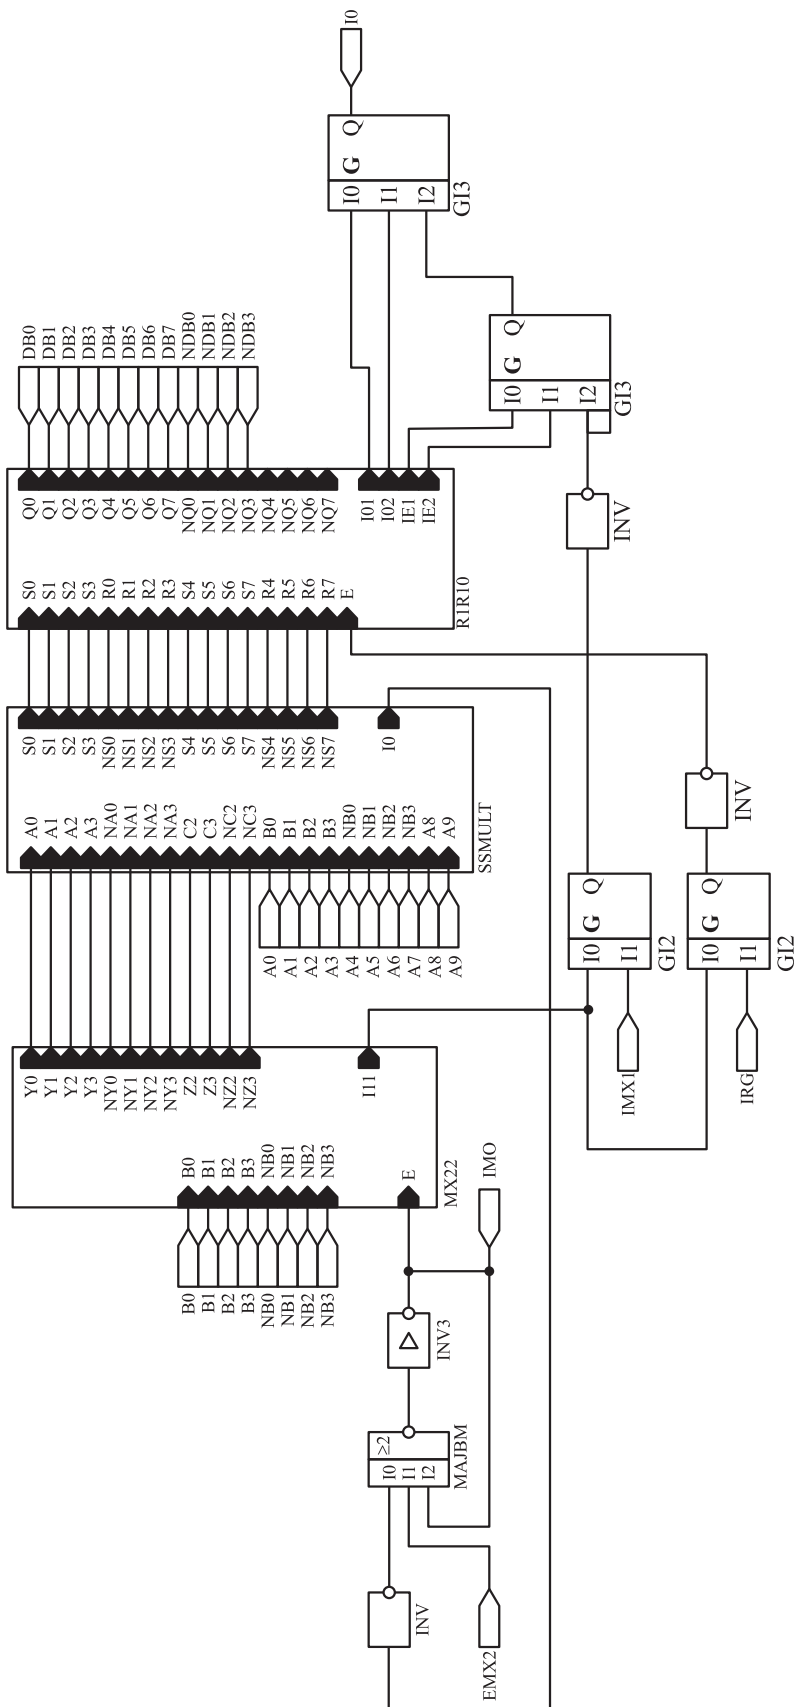 I0
Q
G
I0
I1
I2
GI3
DB0
DB1
DB2
DB3
DB4
DB5
DB6
DB7
NDB0
NDB1
NDB2
NDB3
Q
G
I0
I1
I2
GI3
Q0
Q1
Q2
Q3
Q4
Q5
Q6
Q7
NQ0
NQ1
NQ2
NQ3
NQ4
NQ5
NQ6
NQ7
I01
I02
IE1
IE2
S0
S1
S2
S3
R0
R1
R2
R3
S4
S5
S6
S7
R4
R5
R6
R7
E
R1R10
INV
S0
S1
S2
S3
NS0
NS1
NS2
NS3
S4
S5
S6
S7
NS4
NS5
NS6
NS7
I0
A0
A1
A2
A3
NA0
NA1
NA2
NA3
C2
C3
NC2
NC3
B0
B1
B2
B3
NB0
NB1
NB2
NB3
A8
A9
SSMULT
INV
A0
A1
A2
A3
A4
A5
A6
A7
A8
A9
Q
G
I0
I1
GI2
Q
G
I0
I1
GI2
IMX1
IRG
Y0
Y1
Y2
Y3
NY0
NY1
NY2
NY3
Z2
Z3
NZ2
NZ3
I11
B0
B1
B2
B3
NB0
NB1
NB2
NB3
E
MX22
IMO
B0
B1
B2
B3
NB0
NB1
NB2
NB3
INV3
≥2
I0
I1
I2
MAJBM
INV
EMX2